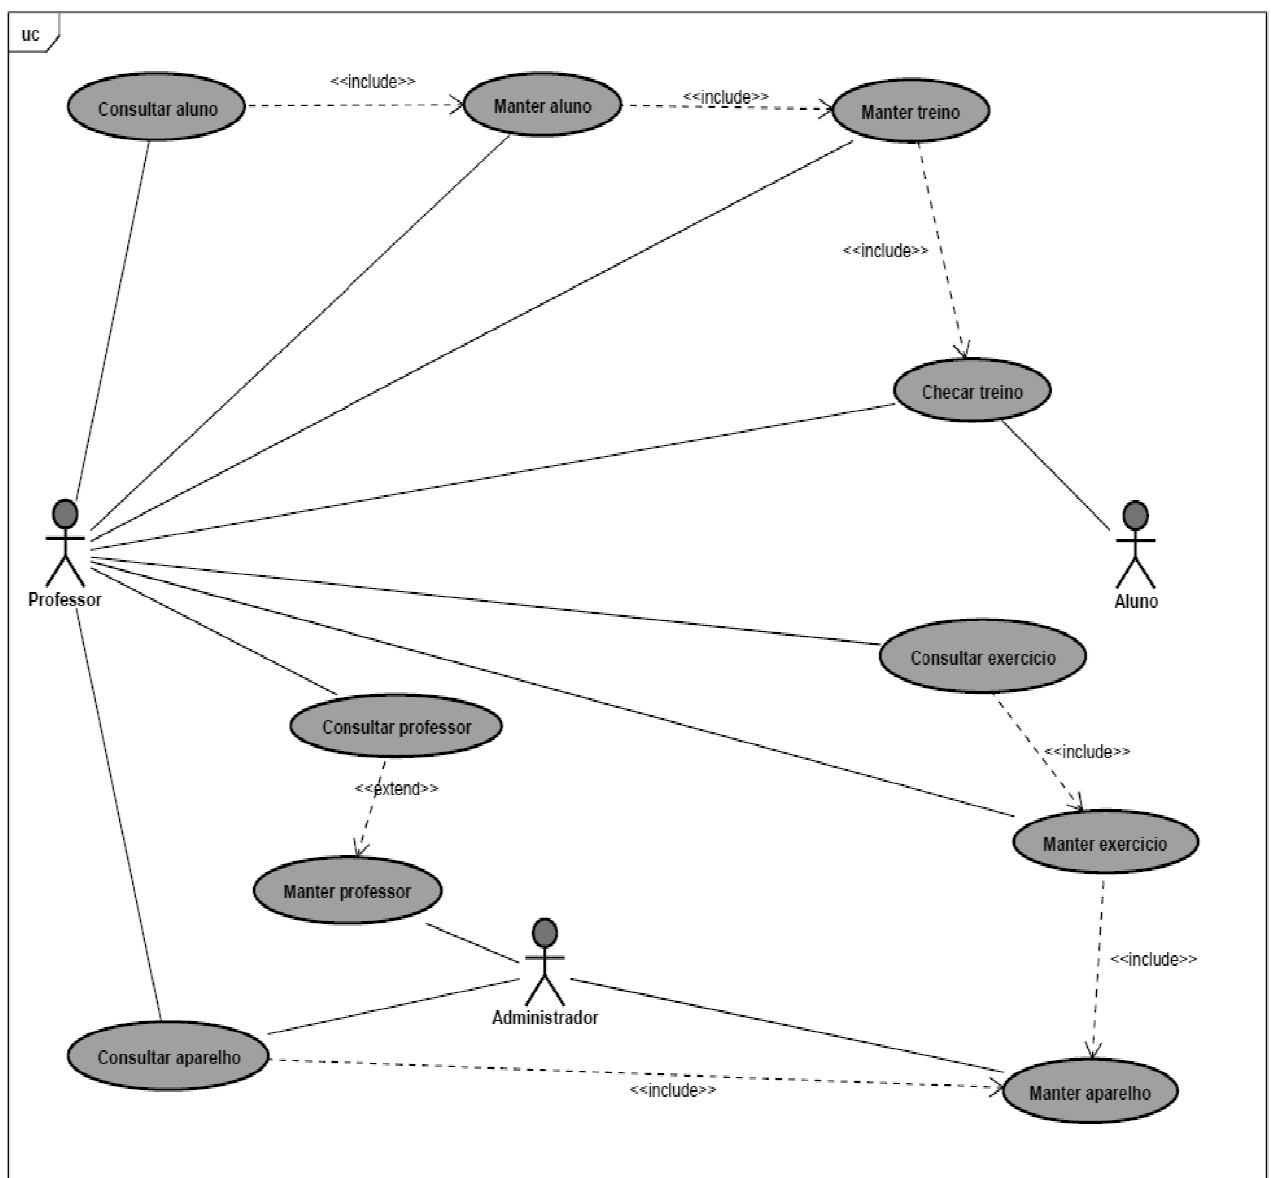 uc
<<include>>
<<include>>
Consultar aluno
Manter aluno
Manter treino
<<include>>
Checar treino
Professor
Aluno
Consultar exercicio
Consultar professor
<<include>>
<<extend>>
Manter exercicio
Manter professor
<<include>>
Administrador
Consultar aparelho
<<include>>
Manter aparelho